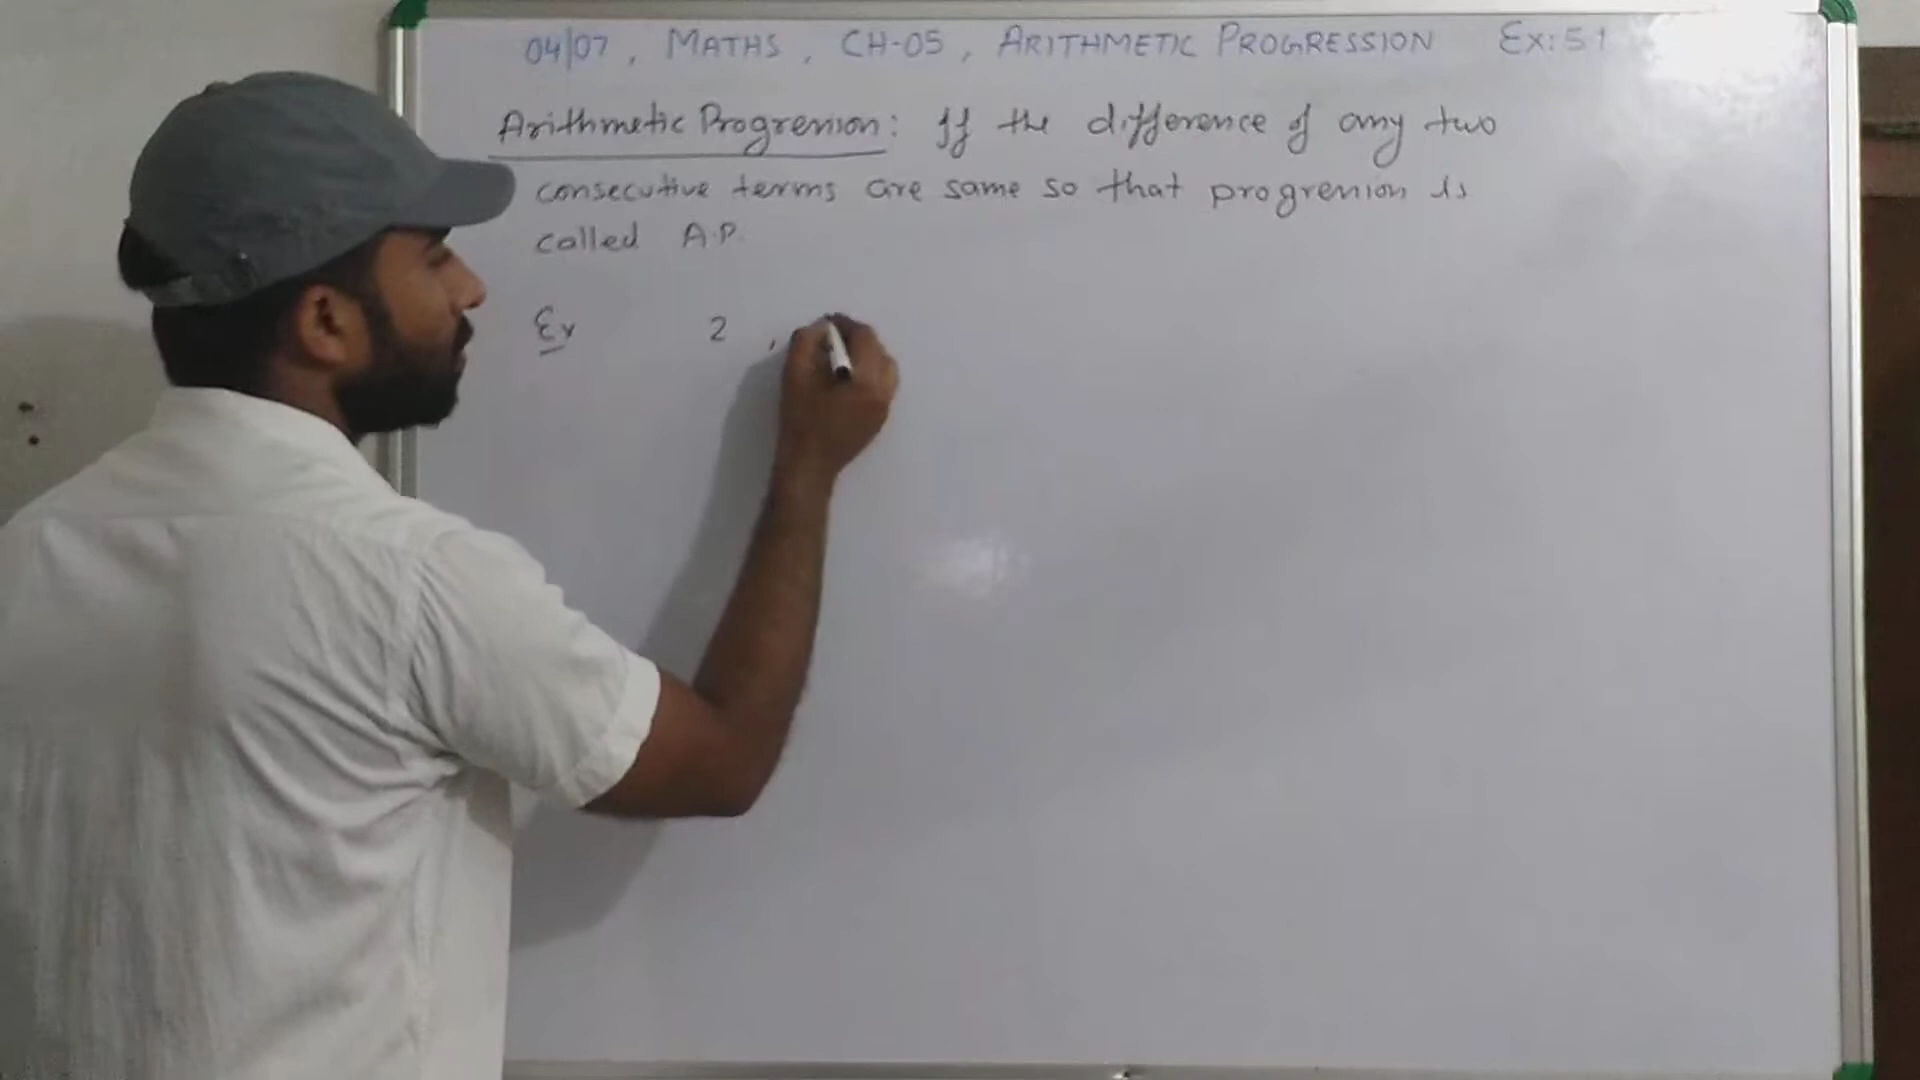 04/07, MATHS, CH-05, ARITHMETIC PROGRESSION Ex: 5.1
Arithmetic Progression: If the difference of any two
consecutive terms are same so that progression is
called A.P.
Ex 2 ,